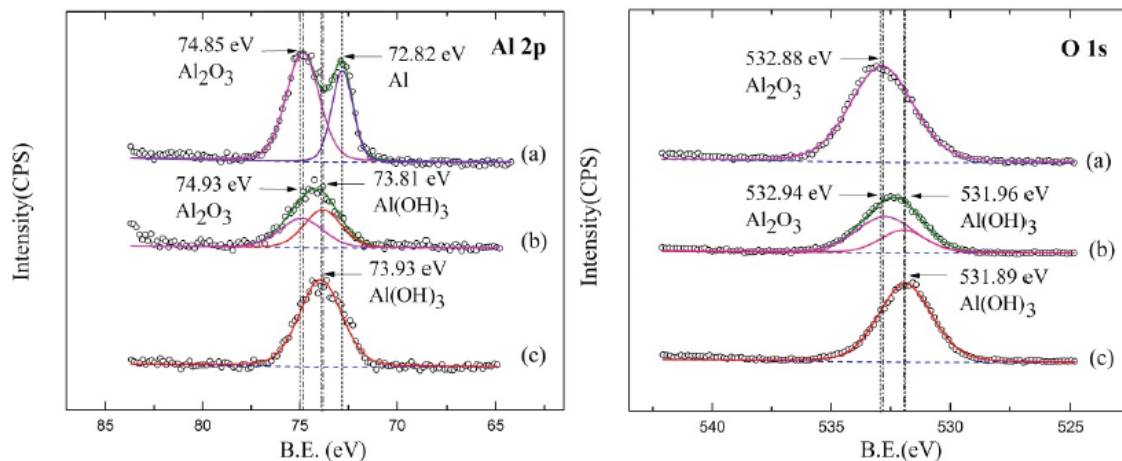 Al 2p
74.85 eV
Al2O3
72.82 eV
Al
(a)
74.93 eV
Al2O3
73.81 eV
Al(OH)3
(b)
73.93 eV
Al(OH)3
(c)
Intensity(CPS)
85 80 75 70 65
B.E. (eV)
O 1s
532.88 eV
Al2O3
(a)
532.94 eV
Al2O3
531.96 eV
Al(OH)3
(b)
531.89 eV
Al(OH)3
(c)
Intensity(CPS)
540 535 530 525
B.E.(eV)